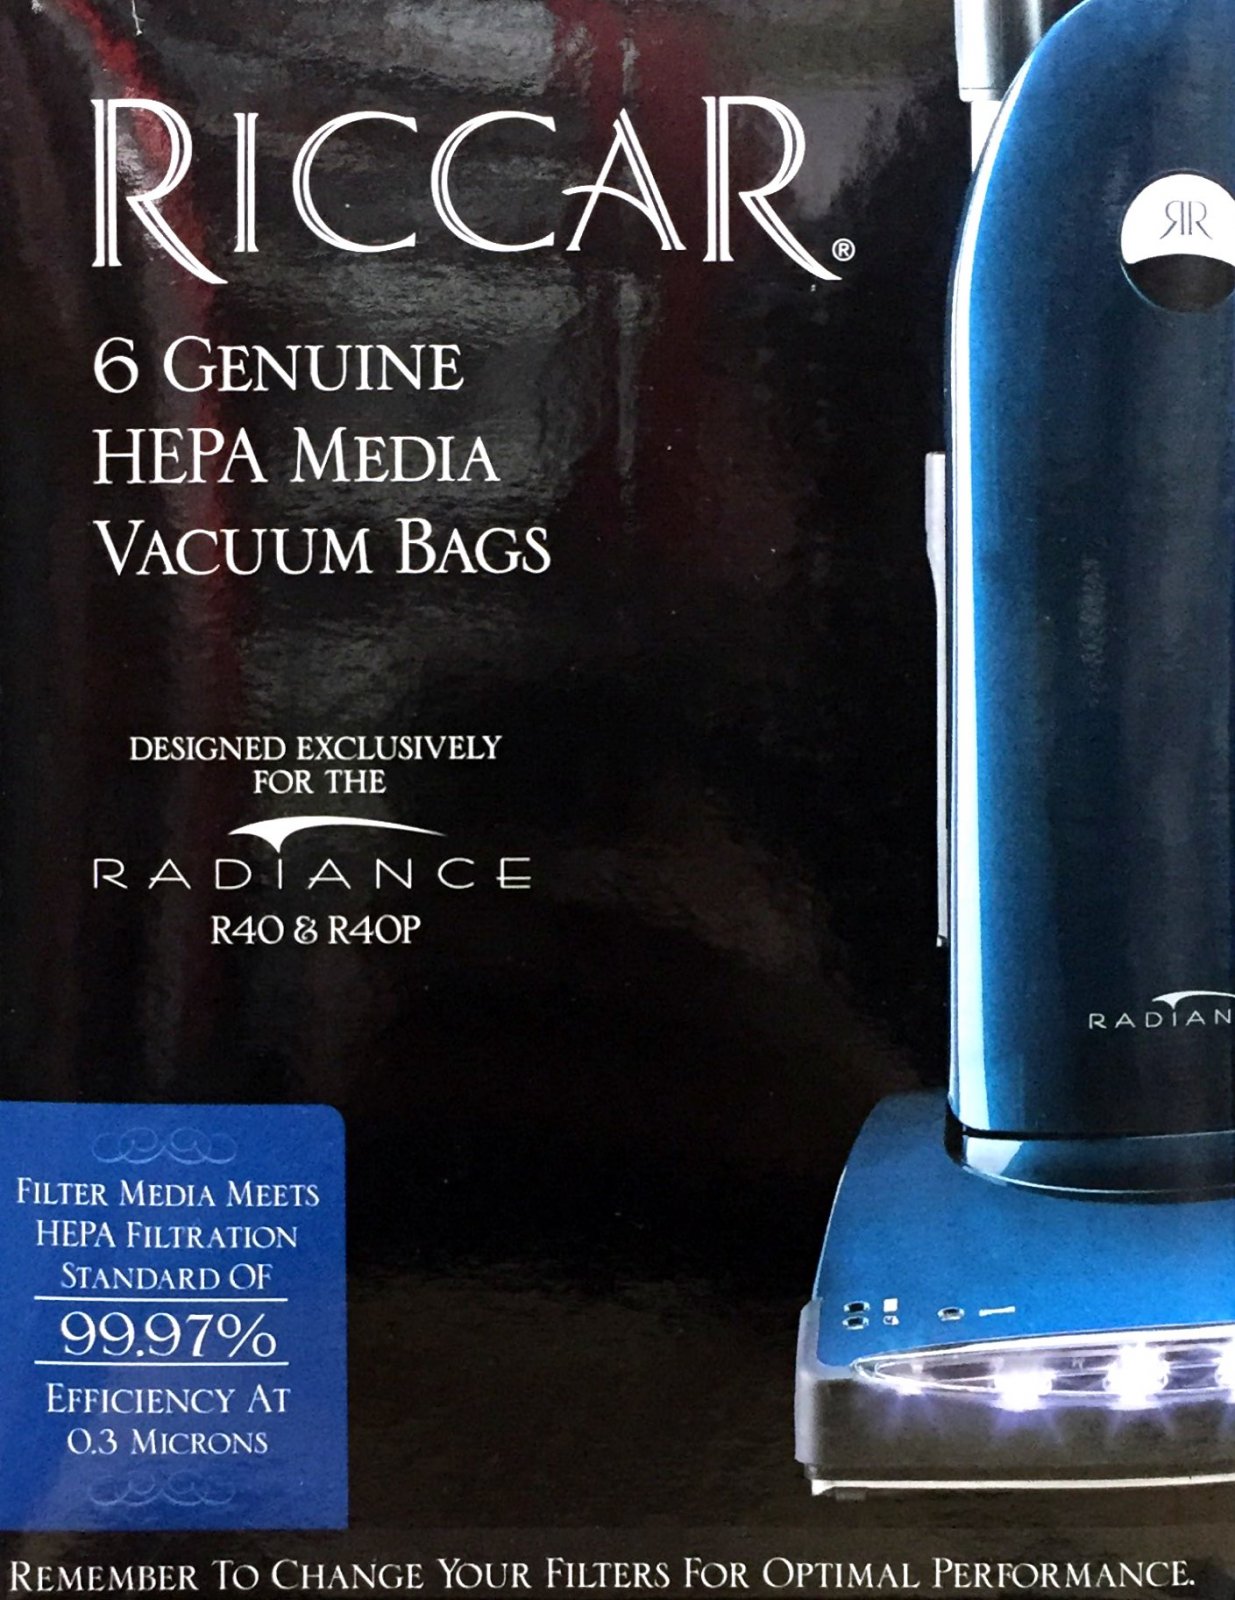 RICCAR®
6 GENUINE
HEPA MEDIA
VACUUM BAGS
DESIGNED EXCLUSIVELY
FOR THE
RADIANCE
R40 & R40P
FILTER MEDIA MEETS
HEPA FILTRATION
STANDARD OF
99.97%
EFFICIENCY AT
0.3 MICRONS
RR
RADIAN
REMEMBER TO CHANGE YOUR FILTERS FOR OPTIMAL PERFORMANCE.